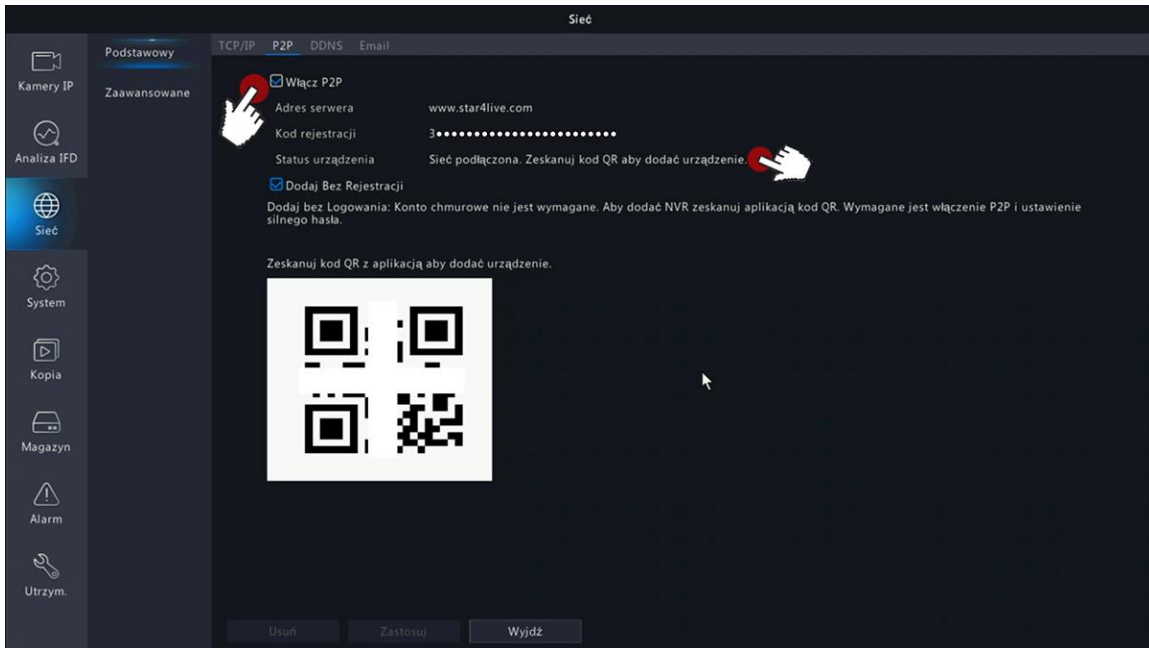 Sieć
Kamery IP
Analiza IFD
Sieć
System
Kopia
Magazyn
Alarm
Utrzym.
Podstawowy
Zaawansowane
TCP/IP P2P DDNS Email
Włącz P2P
Adres serwera www.star4live.com
Kod rejestracji 3••••••••••••••••••••••••
Status urządzenia Sieć podłączona. Zeskanuj kod QR aby dodać urządzenie.
Dodaj Bez Rejestracji
Dodaj bez Logowania: Konto chmurowe nie jest wymagane. Aby dodać NVR zeskanuj aplikacją kod QR. Wymagane jest włączenie P2P i ustawienie
silnego hasła.
Zeskanuj kod QR z aplikacją aby dodać urządzenie.
Usuń Zastosuj Wyjdź